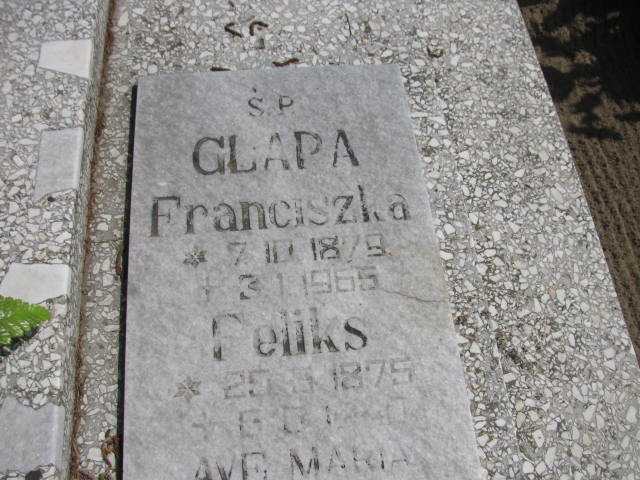 Ś.P.
GLAPA
Franciszka
* 7.10.1879
+ 3.1.1965
Feliks
* 25.3.1875
AVE MARIA